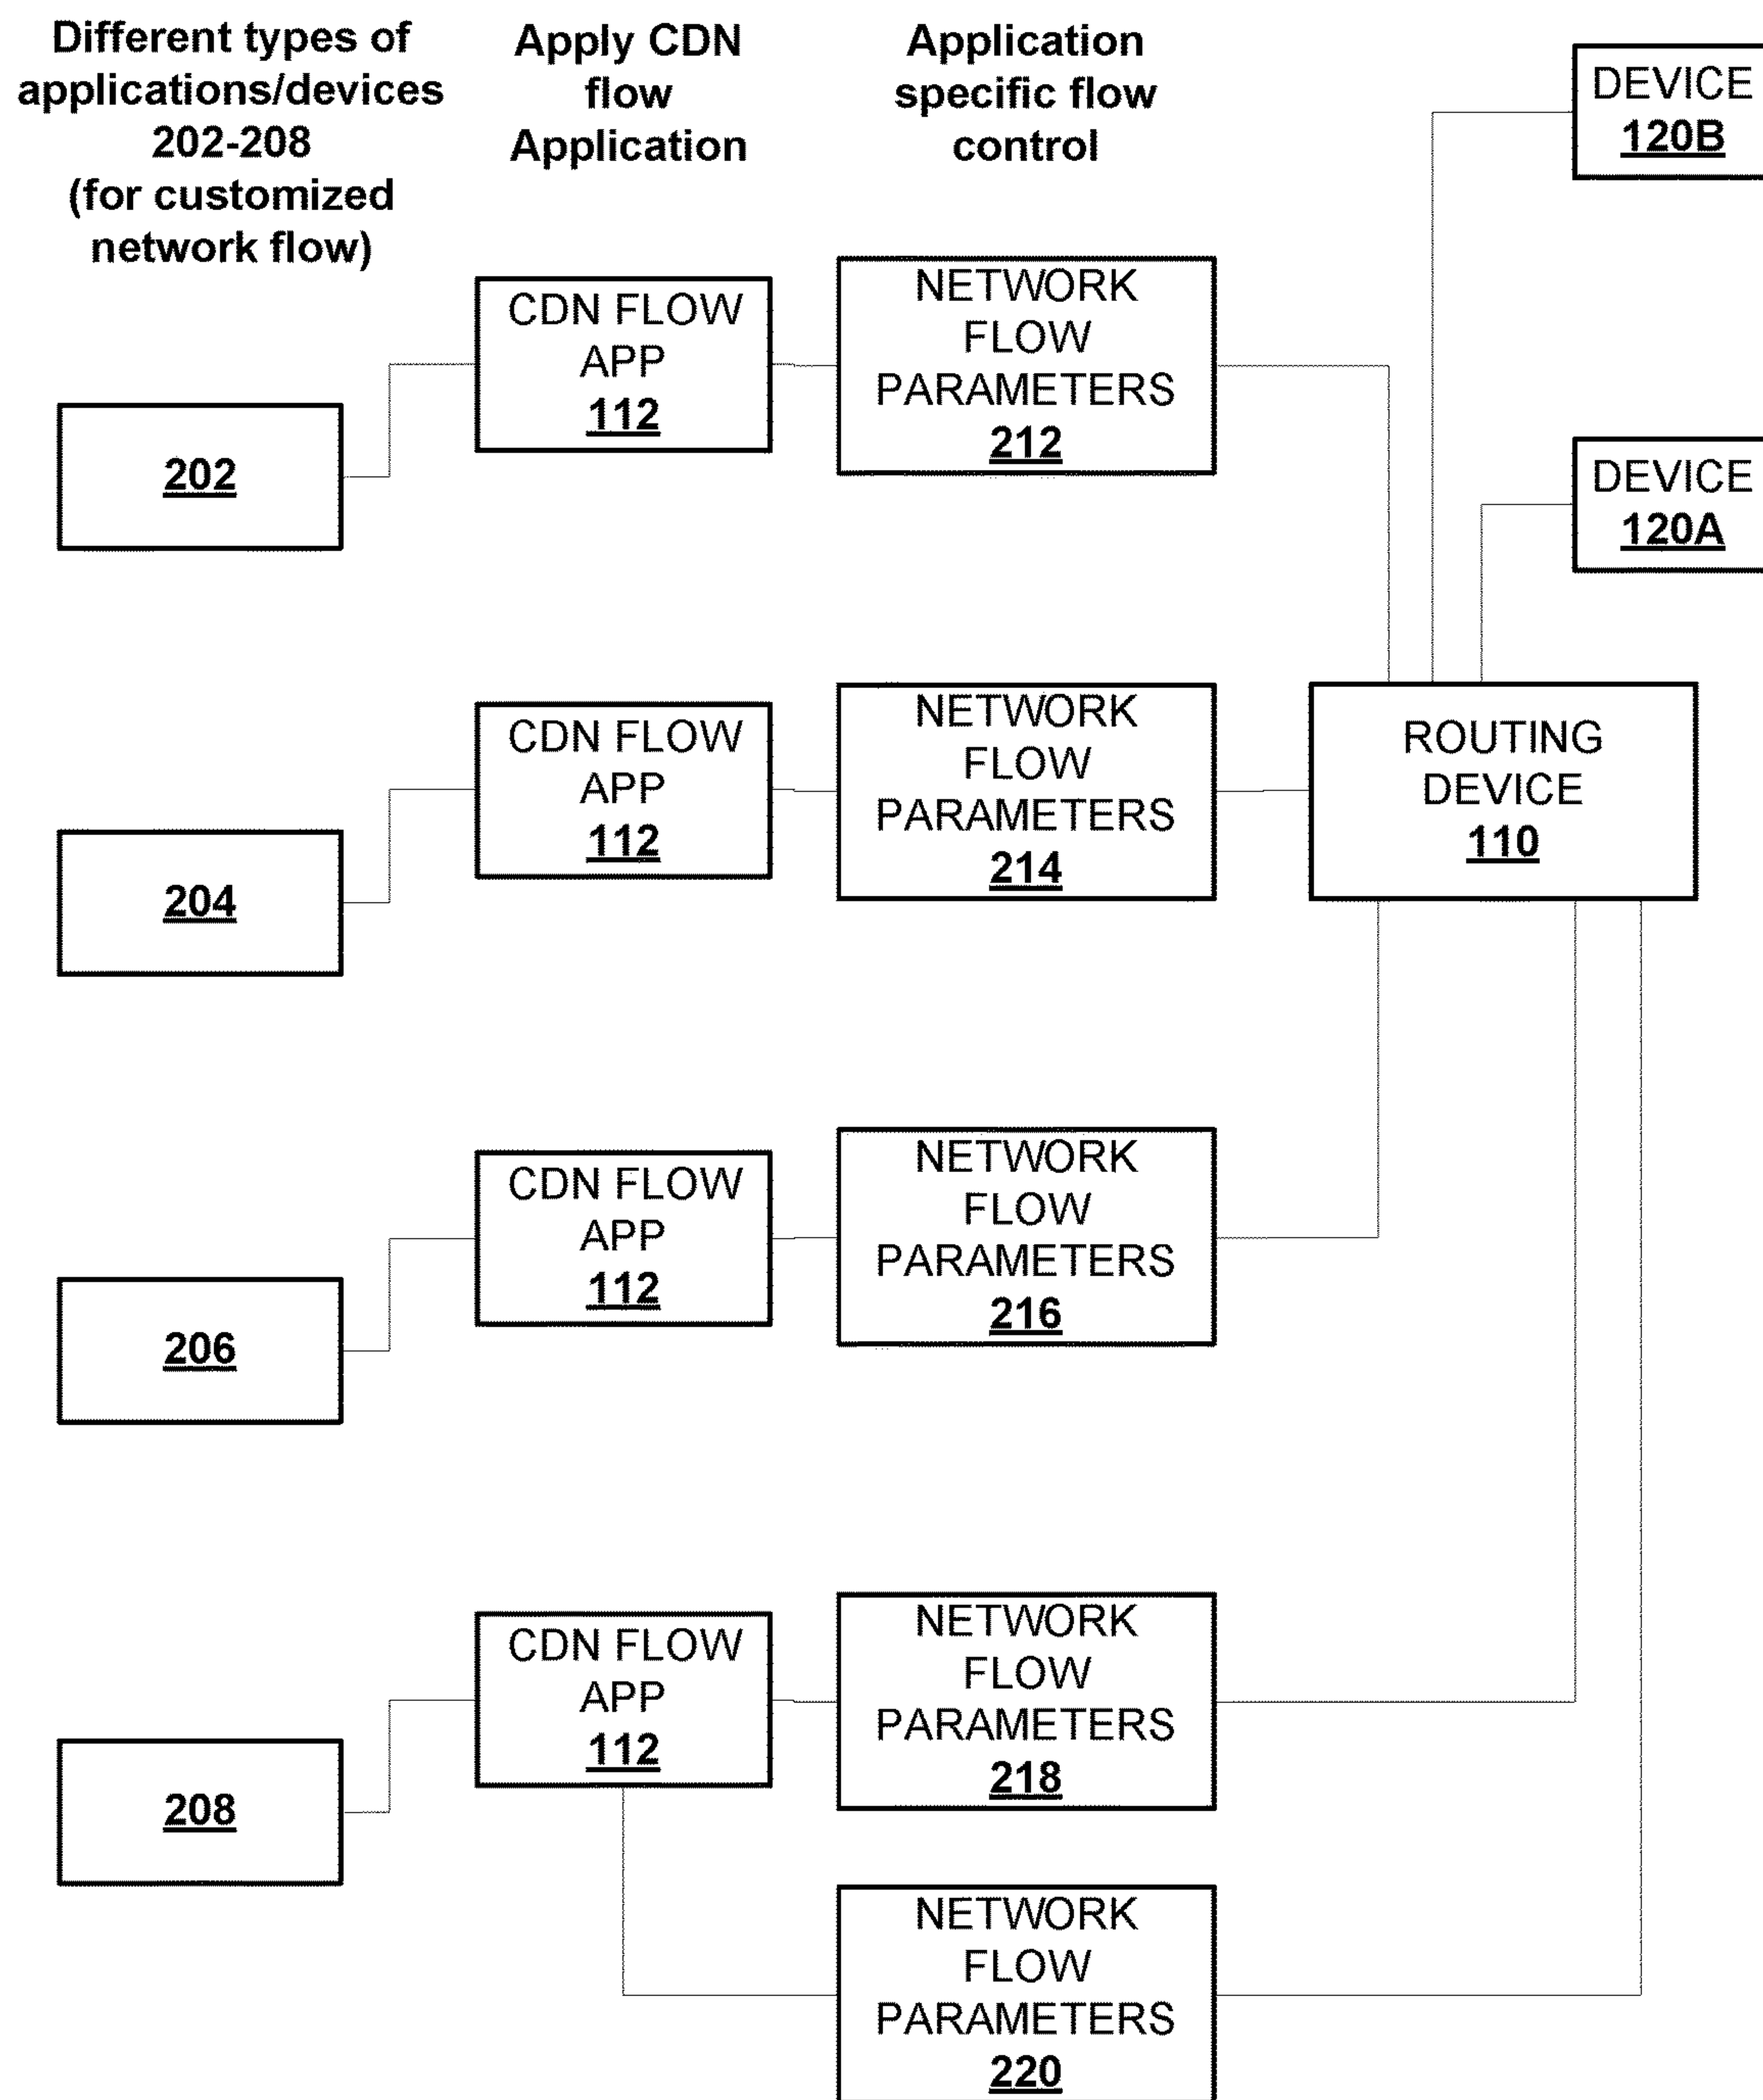 Different types of
applications/devices
202-208
(for customized
network flow)
Apply CDN
flow
Application
Application
specific flow
control
DEVICE
120B
DEVICE
120A
202
CDN FLOW
APP
112
NETWORK
FLOW
PARAMETERS
212
204
CDN FLOW
APP
112
NETWORK
FLOW
PARAMETERS
214
ROUTING
DEVICE
110
206
CDN FLOW
APP
112
NETWORK
FLOW
PARAMETERS
216
208
CDN FLOW
APP
112
NETWORK
FLOW
PARAMETERS
218
NETWORK
FLOW
PARAMETERS
220